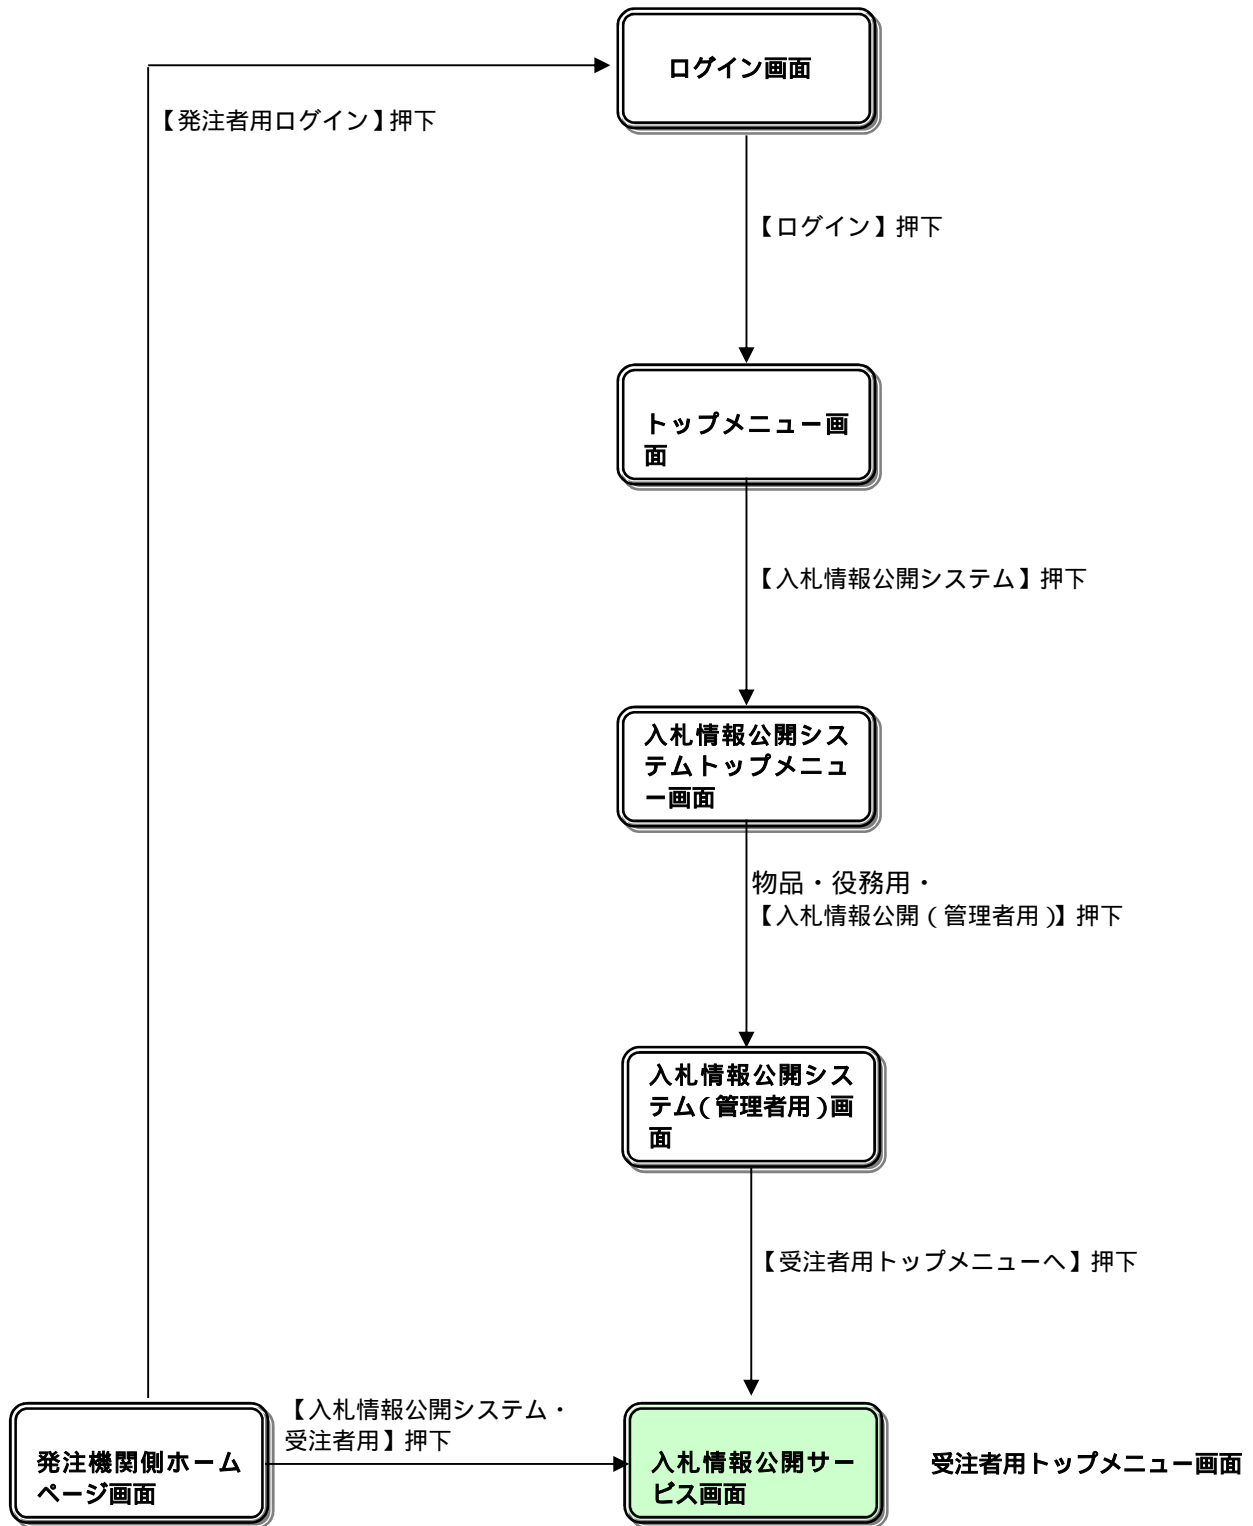 ログイン画面
【発注者用ログイン】押下
【ログイン】押下
トップメニュー画
面
【入札情報公開システム】押下
入札情報公開シス
テムトップメニュ
ー画面
物品・役務用・
【入札情報公開(管理者用)】押下
入札情報公開シス
テム(管理者用)画
面
【受注者用トップメニューへ】押下
【入札情報公開システム・
受注者用】押下
発注機関側ホーム
ページ画面
入札情報公開サー
ビス画面
受注者用トップメニュー画面